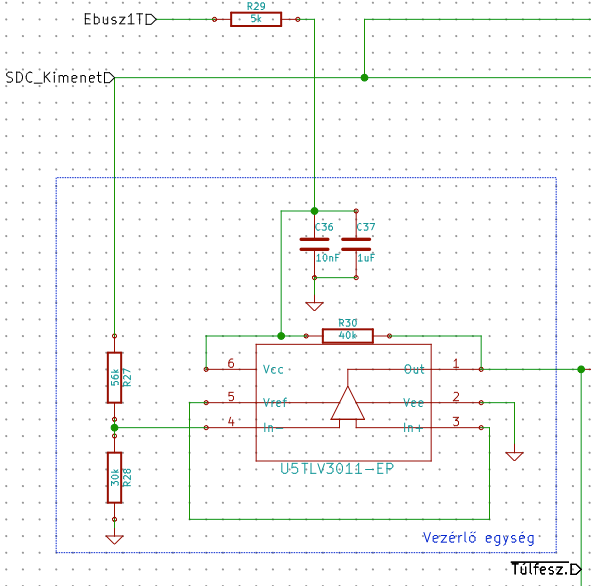 R29
Ebusz1T
5k
SDC_Kimenet
C36
C37
10nF
1uF
R30
40k
6
Vcc
Out
1
56k
R27
5
Vref
Vee
2
4
In-
In+
3
30k
R28
U5TLV3011-EP
Vezérlő egység
Túlfesz.